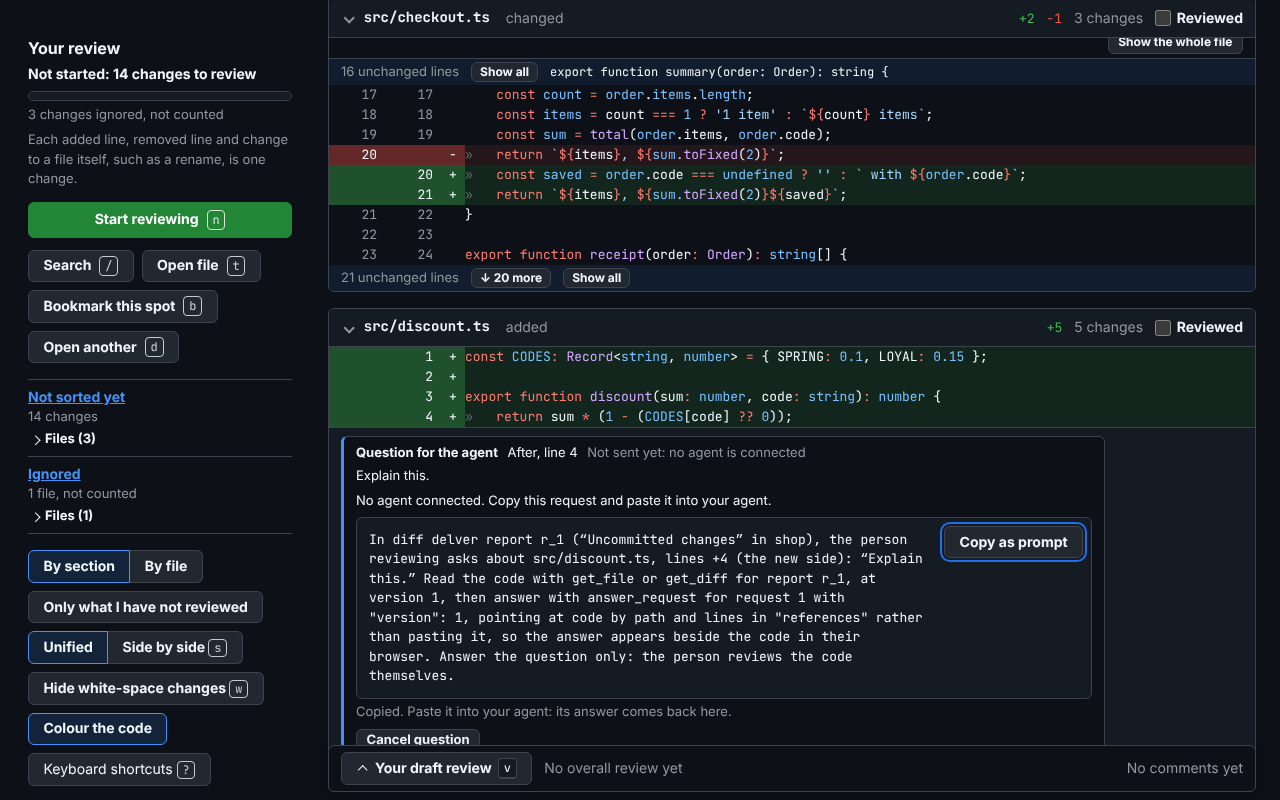 Your review
Not started: 14 changes to review
3 changes ignored, not counted
Each added line, removed line and change
to a file itself, such as a rename, is one
change.
Start reviewing n
Search / Open file t
Bookmark this spot b
Open another d
Not sorted yet
14 changes
Files (3)
Ignored
1 file, not counted
Files (1)
By section By file
Only what I have not reviewed
Unified Side by side s
Hide white-space changes w
Colour the code
Keyboard shortcuts ?
src/checkout.ts changed +2 -1 3 changes Reviewed
Show the whole file
16 unchanged lines Show all export function summary(order: Order): string {
17 17 const count = order.items.length;
18 18 const items = count === 1 ? '1 item' : `${count} items`;
19 19 const sum = total(order.items, order.code);
20 - » return `${items}, ${sum.toFixed(2)}`;
20 + » const saved = order.code === undefined ? '' : ` with ${order.code}`;
21 + » return `${items}, ${sum.toFixed(2)}${saved}`;
21 22 }
22 23
23 24 export function receipt(order: Order): string[] {
21 unchanged lines ↓ 20 more Show all
src/discount.ts added +5 5 changes Reviewed
1 + const CODES: Record<string, number> = { SPRING: 0.1, LOYAL: 0.15 };
2 +
3 + export function discount(sum: number, code: string): number {
4 + » return sum * (1 - (CODES[code] ?? 0));
Question for the agent After, line 4 Not sent yet: no agent is connected
Explain this.
No agent connected. Copy this request and paste it into your agent.
In diff delver report r_1 (“Uncommitted changes” in shop), the person
reviewing asks about src/discount.ts, lines +4 (the new side): “Explain
this.” Read the code with get_file or get_diff for report r_1, at
version 1, then answer with answer_request for request 1 with
"version": 1, pointing at code by path and lines in "references" rather
than pasting it, so the answer appears beside the code in their
browser. Answer the question only: the person reviews the code
themselves.
Copy as prompt
Copied. Paste it into your agent: its answer comes back here.
Cancel question
Your draft review v No overall review yet No comments yet